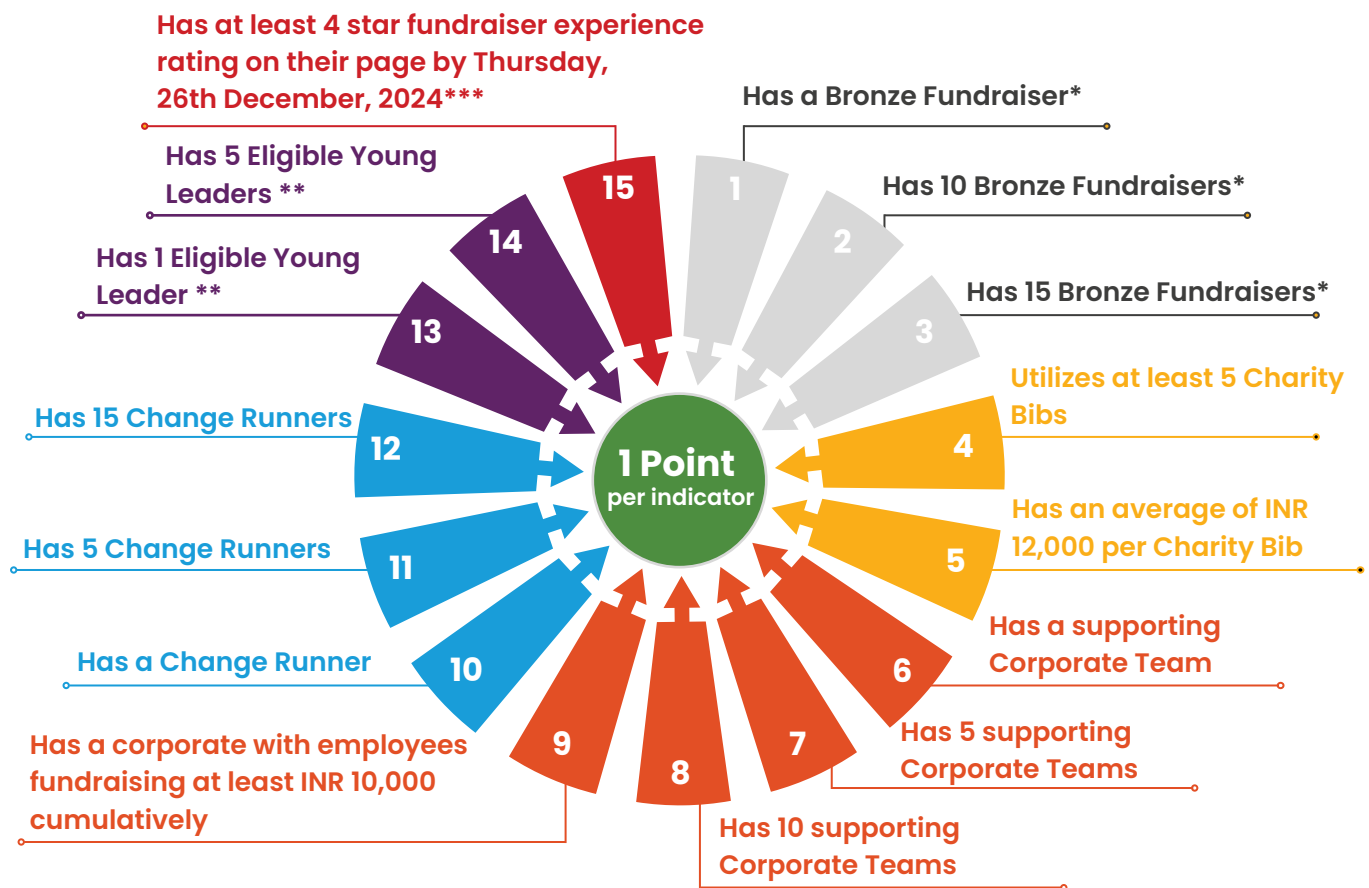 Has at least 4 star fundraiser experience
rating on their page by Thursday,
26th December, 2024***
15
Has a Bronze Fundraiser*
1
Has 10 Bronze Fundraisers*
2
Has 15 Bronze Fundraisers*
3
Utilizes at least 5 Charity
Bibs
4
Has an average of INR
12,000 per Charity Bib
5
Has a supporting
Corporate Team
6
Has 5 supporting
Corporate Teams
7
Has 10 supporting
Corporate Teams
8
Has a corporate with employees
fundraising at least INR 10,000
cumulatively
9
Has a Change Runner
10
Has 5 Change Runners
11
Has 15 Change Runners
12
Has 1 Eligible Young
Leader **
13
Has 5 Eligible Young
Leaders **
14
1 Point
per indicator